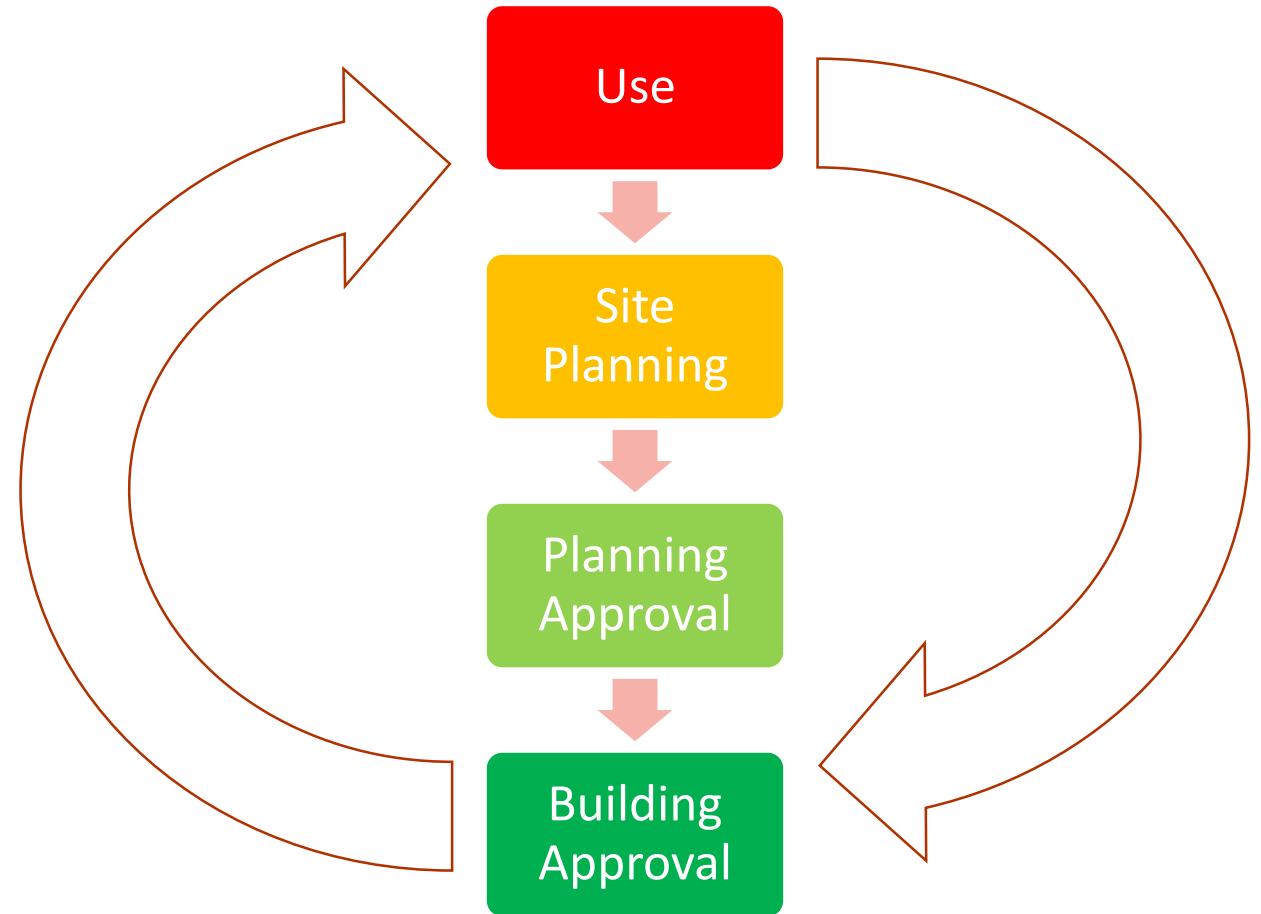 Use
Site
Planning
Planning
Approval
Building
Approval